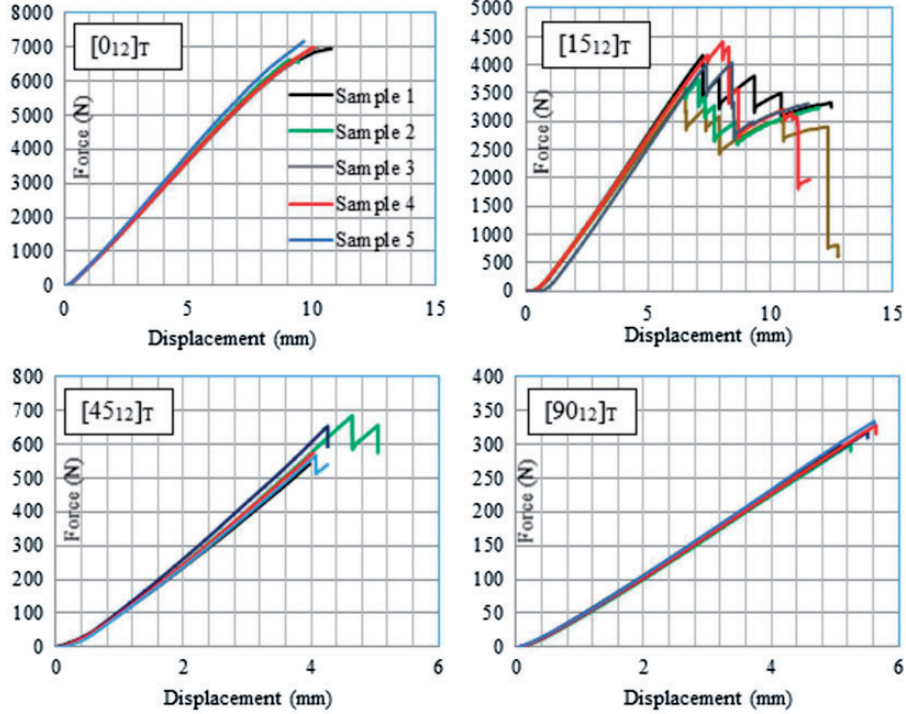 [0₁₂]T
Force (N)
8000
7000
6000
5000
4000
3000
2000
1000
0
0 5 10 15
Displacement (mm)
Sample 1
Sample 2
Sample 3
Sample 4
Sample 5
[15₁₂]T
Force (N)
5000
4500
4000
3500
3000
2500
2000
1500
1000
500
0
0 5 10 15
Displacement (mm)
[45₁₂]T
Force (N)
800
700
600
500
400
300
200
100
0
0 2 4 6
Displacement (mm)
[90₁₂]T
Force (N)
400
350
300
250
200
150
100
50
0
0 2 4 6
Displacement (mm)